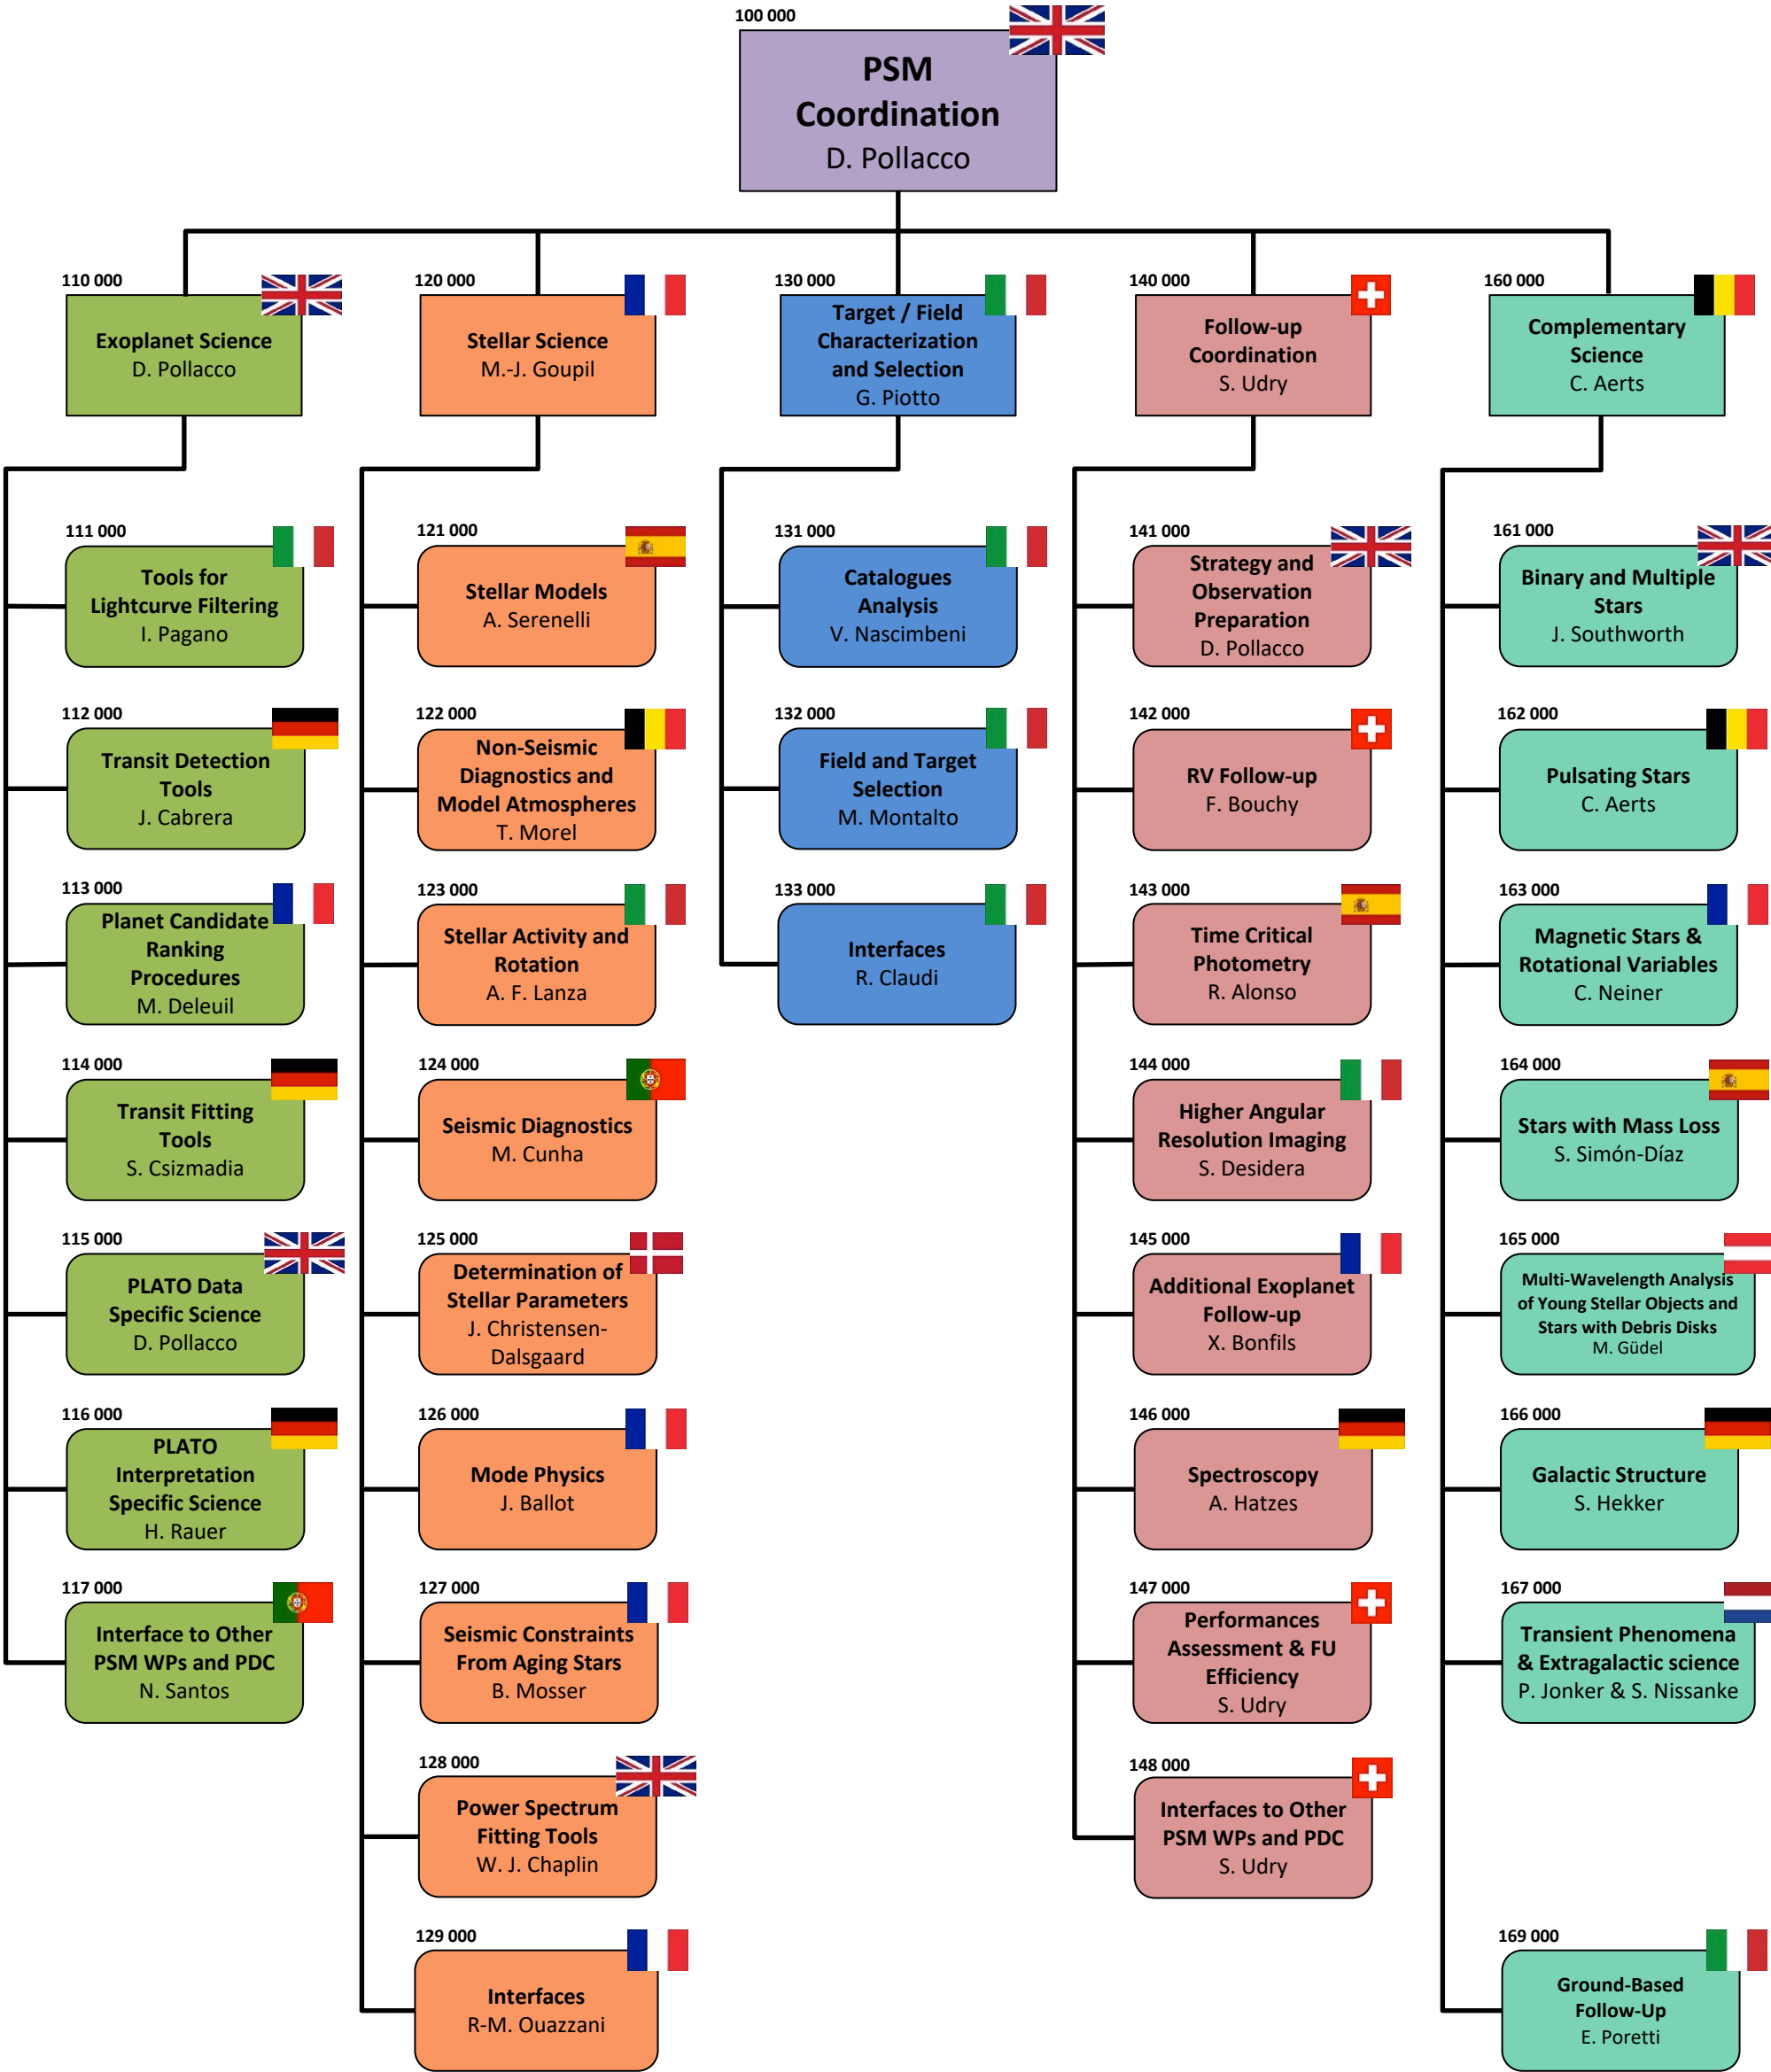 100 000
PSM
Coordination
D. Pollacco
110 000
Exoplanet Science
D. Pollacco
120 000
Stellar Science
M.-J. Goupil
130 000
Target / Field
Characterization
and Selection
G. Piotto
140 000
Follow-up
Coordination
S. Udry
160 000
Complementary
Science
C. Aerts
111 000
Tools for
Lightcurve Filtering
I. Pagano
112 000
Transit Detection
Tools
J. Cabrera
113 000
Planet Candidate
Ranking
Procedures
M. Deleuil
114 000
Transit Fitting
Tools
S. Csizmadia
115 000
PLATO Data
Specific Science
D. Pollacco
116 000
PLATO
Interpretation
Specific Science
H. Rauer
117 000
Interface to Other
PSM WPs and PDC
N. Santos
121 000
Stellar Models
A. Serenelli
122 000
Non-Seismic
Diagnostics and
Model Atmospheres
T. Morel
123 000
Stellar Activity and
Rotation
A. F. Lanza
124 000
Seismic Diagnostics
M. Cunha
125 000
Determination of
Stellar Parameters
J. Christensen-
Dalsgaard
126 000
Mode Physics
J. Ballot
127 000
Seismic Constraints
From Aging Stars
B. Mosser
128 000
Power Spectrum
Fitting Tools
W. J. Chaplin
129 000
Interfaces
R-M. Ouazzani
131 000
Catalogues
Analysis
V. Nascimbeni
132 000
Field and Target
Selection
M. Montalto
133 000
Interfaces
R. Claudi
141 000
Strategy and
Observation
Preparation
D. Pollacco
142 000
RV Follow-up
F. Bouchy
143 000
Time Critical
Photometry
R. Alonso
144 000
Higher Angular
Resolution Imaging
S. Desidera
145 000
Additional Exoplanet
Follow-up
X. Bonfils
146 000
Spectroscopy
A. Hatzes
147 000
Performances
Assessment & FU
Efficiency
S. Udry
148 000
Interfaces to Other
PSM WPs and PDC
S. Udry
161 000
Binary and Multiple
Stars
J. Southworth
162 000
Pulsating Stars
C. Aerts
163 000
Magnetic Stars &
Rotational Variables
C. Neiner
164 000
Stars with Mass Loss
S. Simón-Díaz
165 000
Multi-Wavelength Analysis
of Young Stellar Objects and
Stars with Debris Disks
M. Güdel
166 000
Galactic Structure
S. Hekker
167 000
Transient Phenomena
& Extragalactic science
P. Jonker & S. Nissanke
169 000
Ground-Based
Follow-Up
E. Poretti